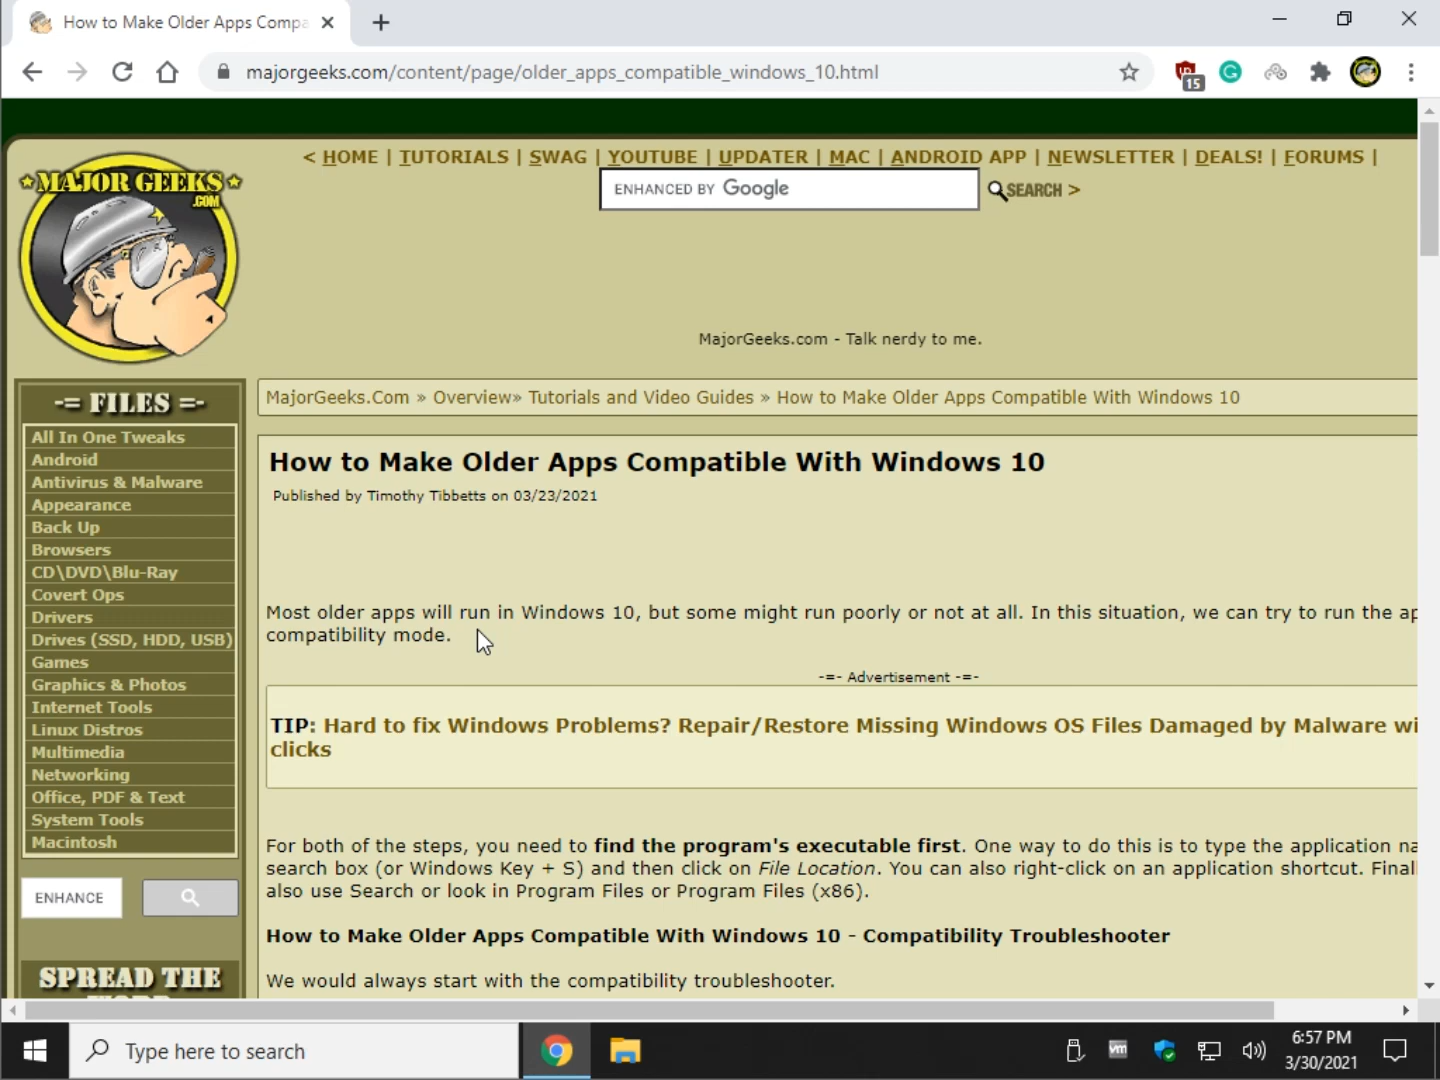 How to Make Older Apps Compa
majorgeeks.com/content/page/older_apps_compatible_windows_10.html
15
MAJOR GEEKS
.COM
< HOME | TUTORIALS | SWAG | YOUTUBE | UPDATER | MAC | ANDROID APP | NEWSLETTER | DEALS! | FORUMS |
ENHANCED BY Google
SEARCH >
MajorGeeks.com - Talk nerdy to me.
-= FILES =-
All In One Tweaks
Android
Antivirus & Malware
Appearance
Back Up
Browsers
CD\DVD\Blu-Ray
Covert Ops
Drivers
Drives (SSD, HDD, USB)
Games
Graphics & Photos
Internet Tools
Linux Distros
Multimedia
Networking
Office, PDF & Text
System Tools
Macintosh
ENHANCE
SPREAD THE
MajorGeeks.Com » Overview» Tutorials and Video Guides » How to Make Older Apps Compatible With Windows 10
How to Make Older Apps Compatible With Windows 10
Published by Timothy Tibbetts on 03/23/2021
Most older apps will run in Windows 10, but some might run poorly or not at all. In this situation, we can try to run the ap
compatibility mode.
-=- Advertisement -=-
TIP: Hard to fix Windows Problems? Repair/Restore Missing Windows OS Files Damaged by Malware wi
clicks
For both of the steps, you need to find the program's executable first. One way to do this is to type the application na
search box (or Windows Key + S) and then click on File Location. You can also right-click on an application shortcut. Final
also use Search or look in Program Files or Program Files (x86).
How to Make Older Apps Compatible With Windows 10 - Compatibility Troubleshooter
We would always start with the compatibility troubleshooter.
Type here to search
vm
6:57 PM
3/30/2021